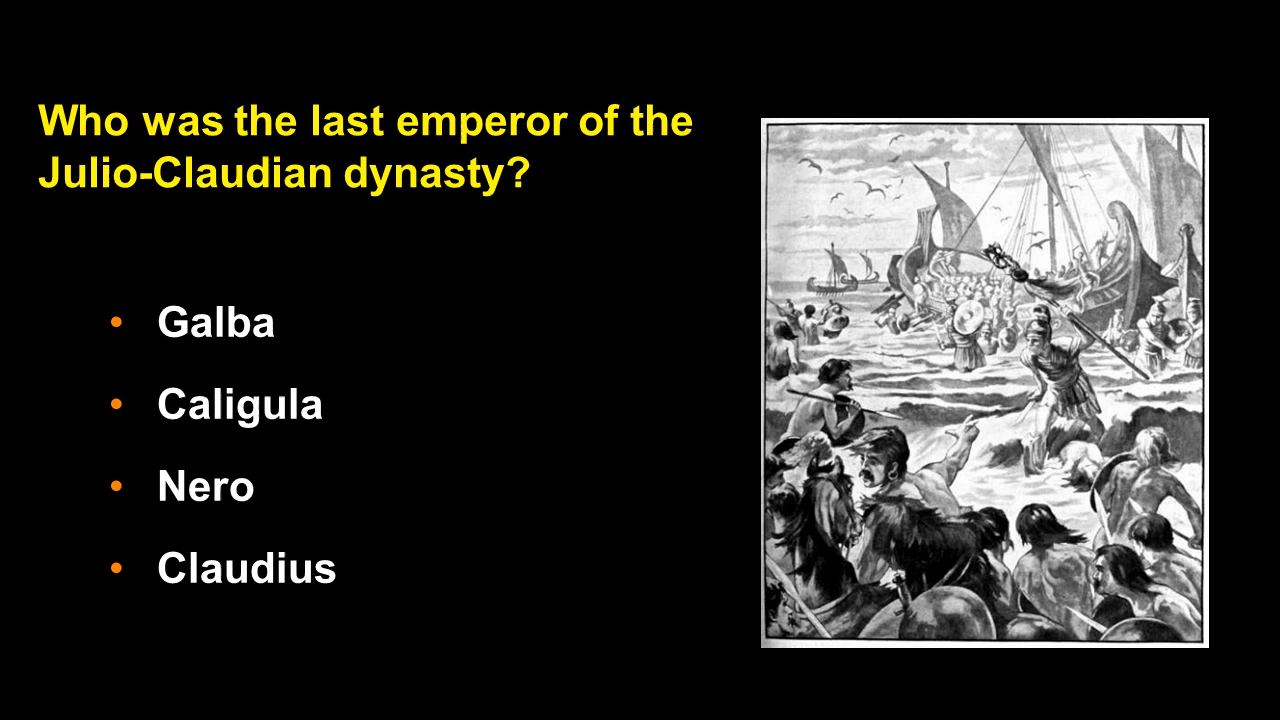 Who was the last emperor of the
Julio-Claudian dynasty?
• Galba
• Caligula
• Nero
• Claudius